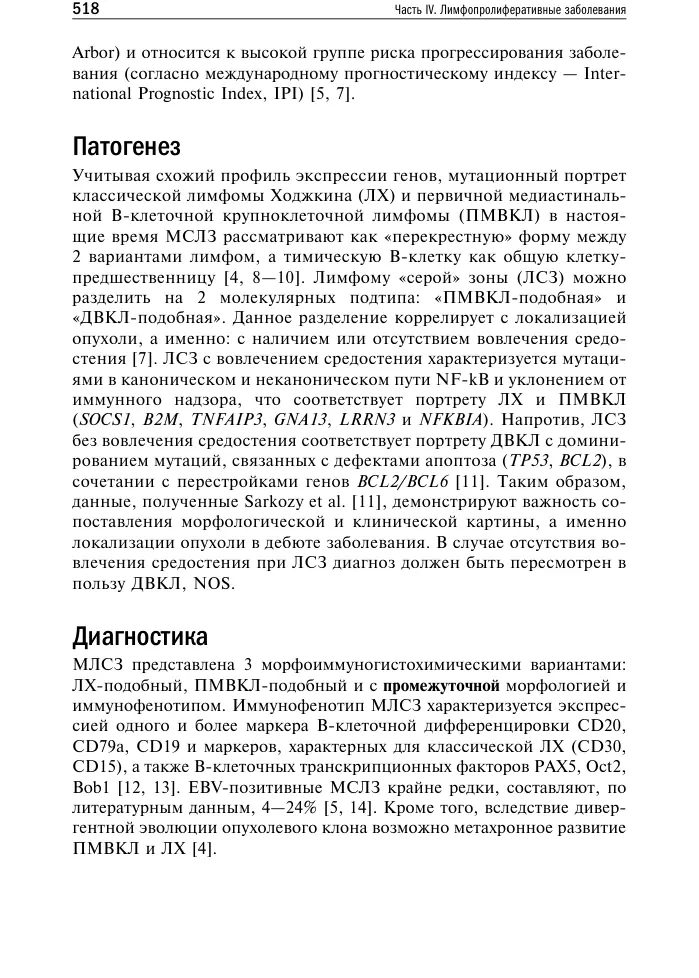 518
Часть IV. Лимфопролиферативные заболевания
Arbor) и относится к высокой группе риска прогрессирования заболе-
вания (согласно международному прогностическому индексу — Inter-
national Prognostic Index, IPI) [5, 7].
Патогенез
Учитывая схожий профиль экспрессии генов, мутационный портрет
классической лимфомы Ходжкина (ЛХ) и первичной медиастиналь-
ной В-клеточной крупноклеточной лимфомы (ПМВКЛ) в настоя-
щие время МСЛЗ рассматривают как «перекрестную» форму между
2 вариантами лимфом, а тимическую В-клетку как общую клетку-
предшественницу [4, 8—10]. Лимфому «серой» зоны (ЛСЗ) можно
разделить на 2 молекулярных подтипа: «ПМВКЛ-подобная» и
«ДВКЛ-подобная». Данное разделение коррелирует с локализацией
опухоли, а именно: с наличием или отсутствием вовлечения средо-
стения [7]. ЛСЗ с вовлечением средостения характеризуется мутаци-
ями в каноническом и неканоническом пути NF-kB и уклонением от
иммунного надзора, что соответствует портрету ЛХ и ПМВКЛ
(SOCS1, B2M, TNFAIP3, GNA13, LRRN3 и NFKBIA). Напротив, ЛСЗ
без вовлечения средостения соответствует портрету ДВКЛ с домини-
рованием мутаций, связанных с дефектами апоптоза (TP53, BCL2), в
сочетании с перестройками генов BCL2/BCL6 [11]. Таким образом,
данные, полученные Sarkozy et al. [11], демонстрируют важность со-
поставления морфологической и клинической картины, а именно
локализации опухоли в дебюте заболевания. В случае отсутствия во-
влечения средостения при ЛСЗ диагноз должен быть пересмотрен в
пользу ДВКЛ, NOS.
Диагностика
МЛСЗ представлена 3 морфоиммуногистохимическими вариантами:
ЛХ-подобный, ПМВКЛ-подобный и с промежуточной морфологией и
иммунофенотипом. Иммунофенотип МЛСЗ характеризуется экспрес-
сией одного и более маркера В-клеточной дифференцировки CD20,
CD79a, CD19 и маркеров, характерных для классической ЛХ (CD30,
CD15), а также В-клеточных транскрипционных факторов PAX5, Oct2,
Bob1 [12, 13]. EBV-позитивные МСЛЗ крайне редки, составляют, по
литературным данным, 4—24% [5, 14]. Кроме того, вследствие дивер-
гентной эволюции опухолевого клона возможно метахронное развитие
ПМВКЛ и ЛХ [4].